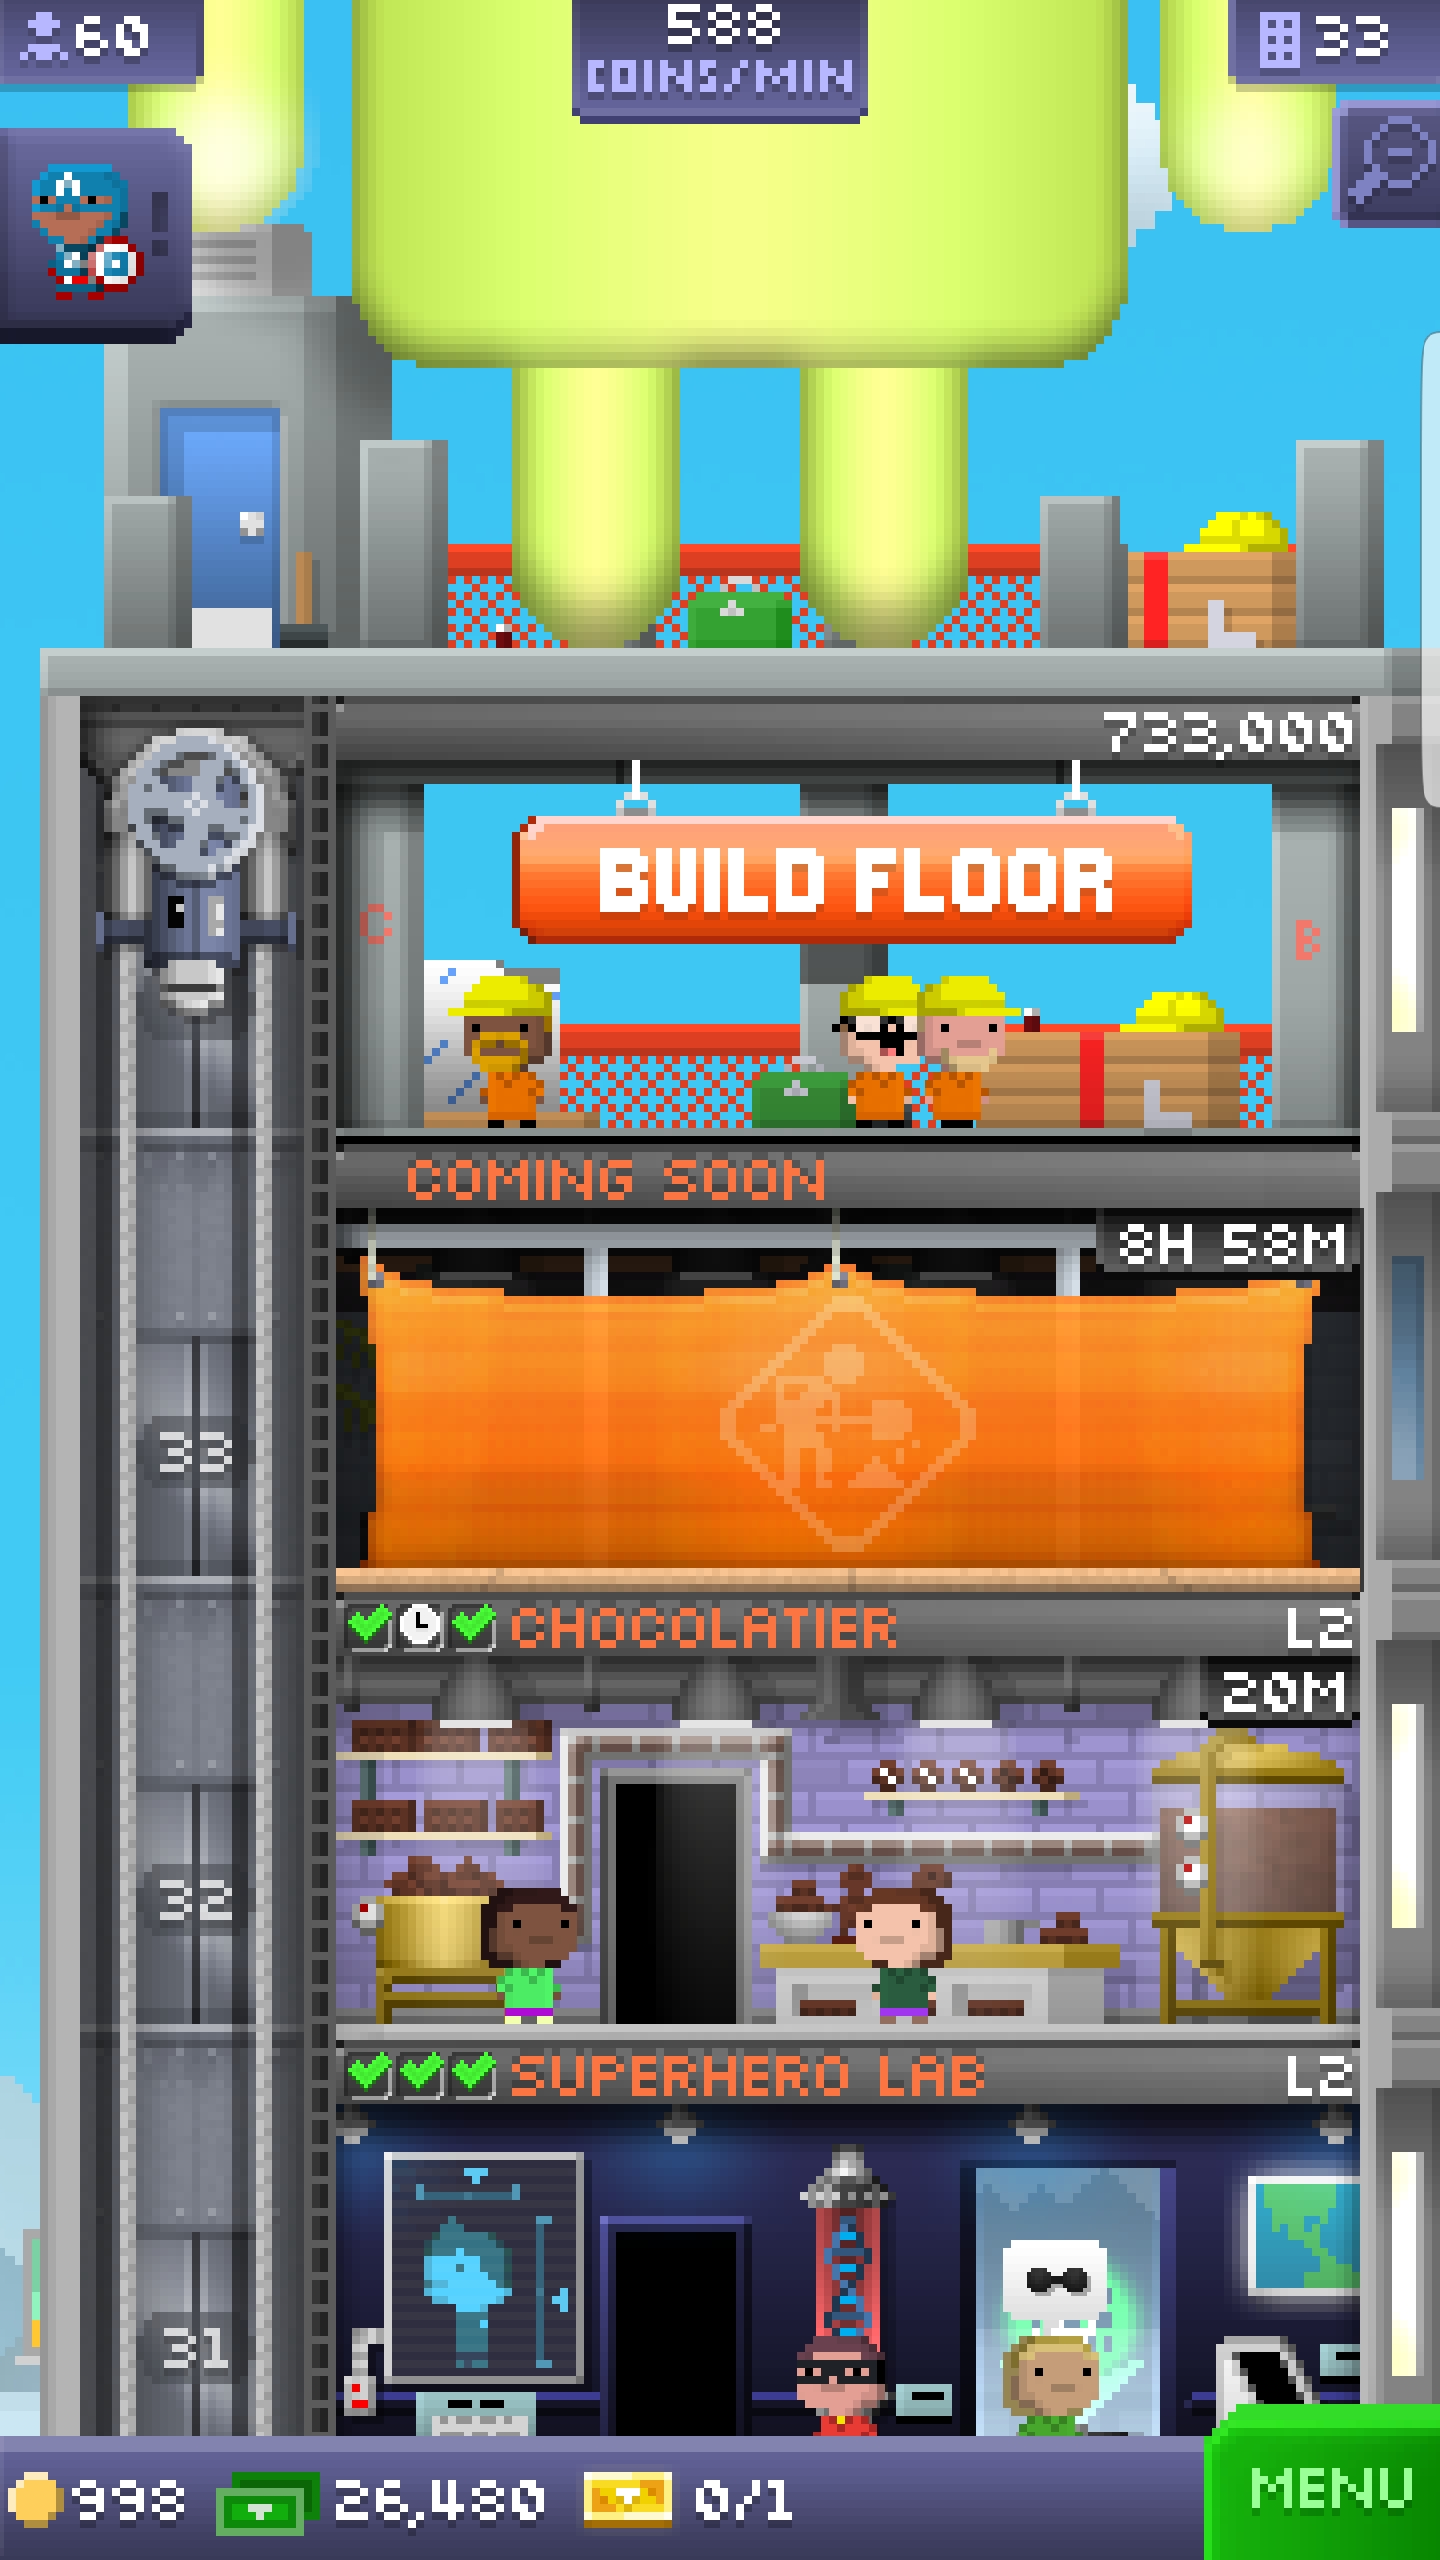 60
588
COINS/MIN
33
733,000
BUILD FLOOR
C
B
COMING SOON
8H 58M
33
CHOCOLATIER L2
20M
32
SUPERHERO LAB L2
31
998 26,480 0/1 MENU